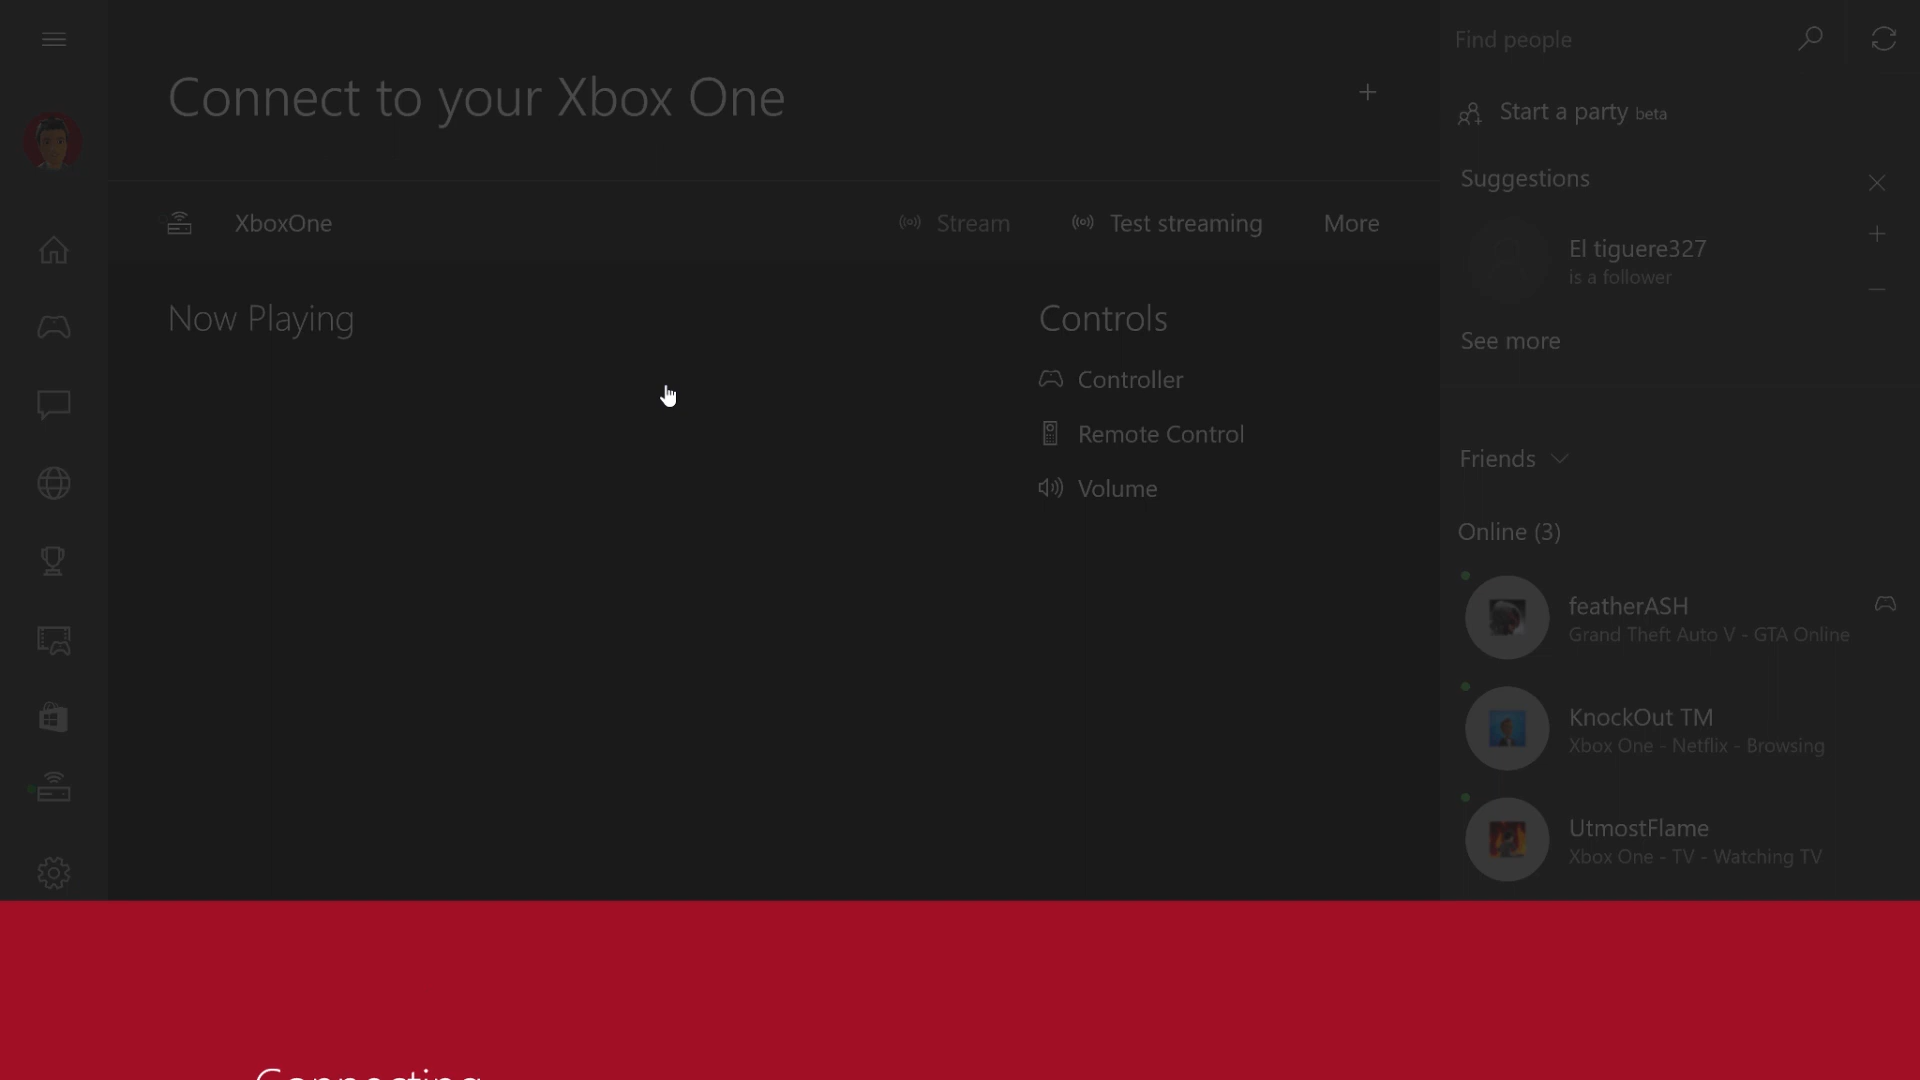 Connect to your Xbox One
XboxOne
Stream
Test streaming
More
Now Playing
Controls
Controller
Remote Control
Volume
Find people
Start a party beta
Suggestions
El tiguere327
is a follower
See more
Friends
Online (3)
featherASH
Grand Theft Auto V - GTA Online
KnockOut TM
Xbox One - Netflix - Browsing
UtmostFlame
Xbox One - TV - Watching TV
Connecting